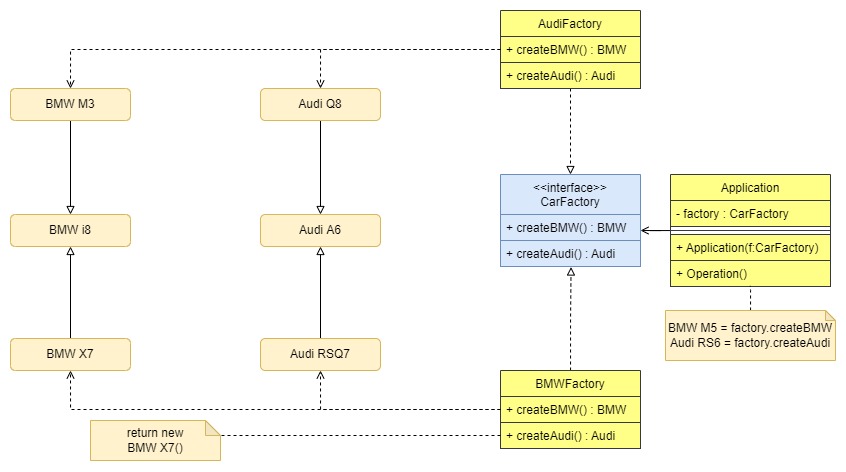 AudiFactory
+ createBMW() : BMW
+ createAudi() : Audi
BMW M3
Audi Q8
<<interface>>
CarFactory
+ createBMW() : BMW
+ createAudi() : Audi
Application
- factory : CarFactory
+ Application(f:CarFactory)
+ Operation()
BMW i8
Audi A6
BMW M5 = factory.createBMW
Audi RS6 = factory.createAudi
BMW X7
Audi RSQ7
BMWFactory
+ createBMW() : BMW
+ createAudi() : Audi
return new
BMW X7()